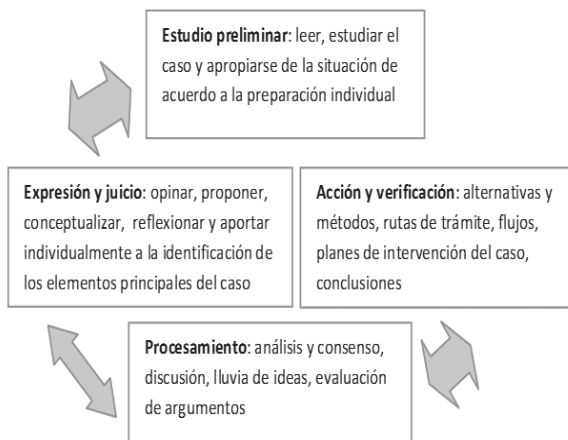 Estudio preliminar: leer, estudiar el
caso y apropiarse de la situación de
acuerdo a la preparación individual
Expresión y juicio: opinar, proponer,
conceptualizar, reflexionar y aportar
individualmente a la identificación de
los elementos principales del caso
Acción y verificación: alternativas y
métodos, rutas de trámite, flujos,
planes de intervención del caso,
conclusiones
Procesamiento: análisis y consenso,
discusión, lluvia de ideas, evaluación
de argumentos